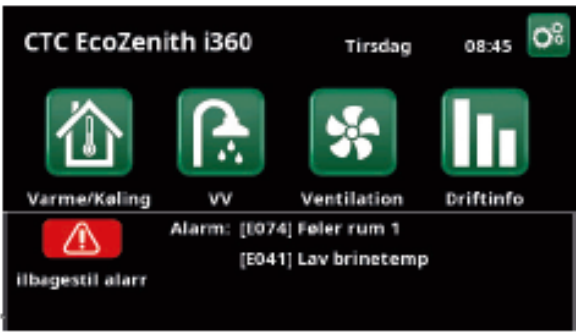 CTC EcoZenith i360 Tirsdag 08:45
Varme/Køling VV Ventilation Driftinfo
Alarm: [E074] Føler rum 1
[E041] Lav brinetemp
ilbagestil alarr